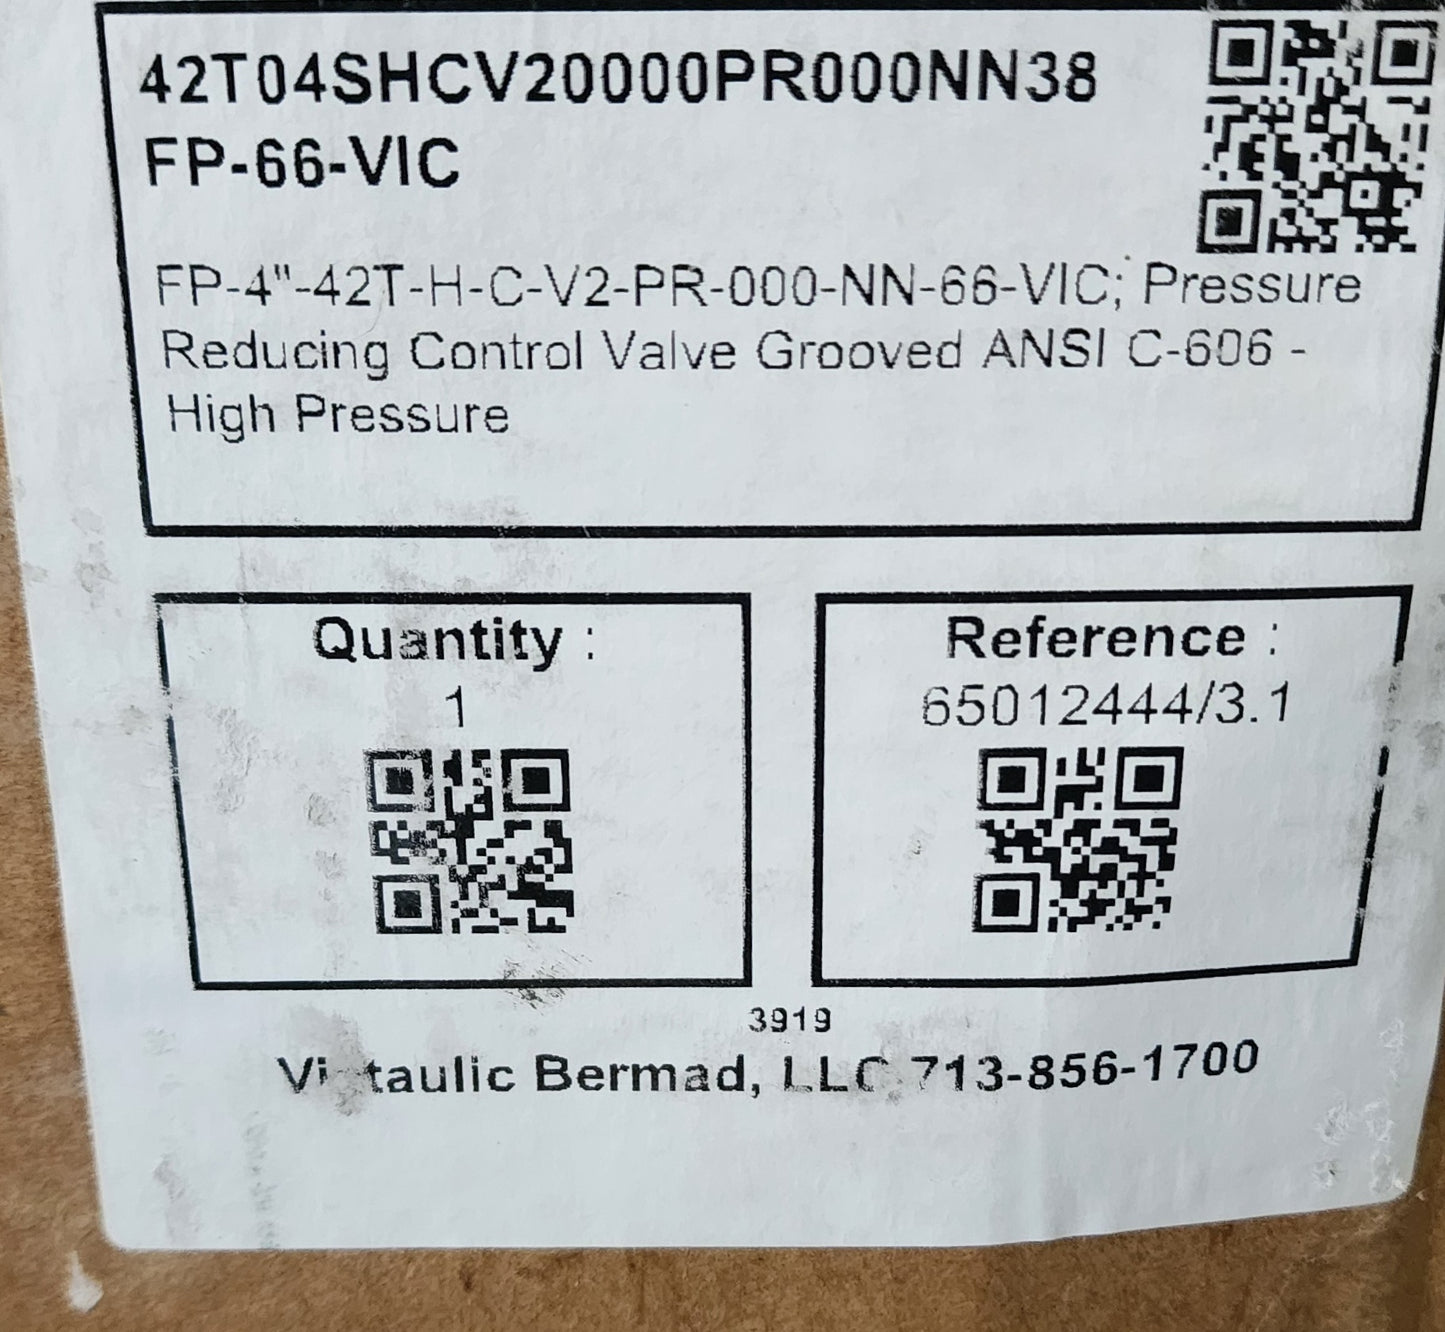 42T04SHCV20000PR000NN38
FP-66-VIC
FP-4"-42T-H-C-V2-PR-000-NN-66-VIC; Pressure
Reducing Control Valve Grooved ANSI C-606 -
High Pressure
Quantity :
1
Reference :
65012444/3.1
3919
Victaulic Bermad, LLC 713-856-1700